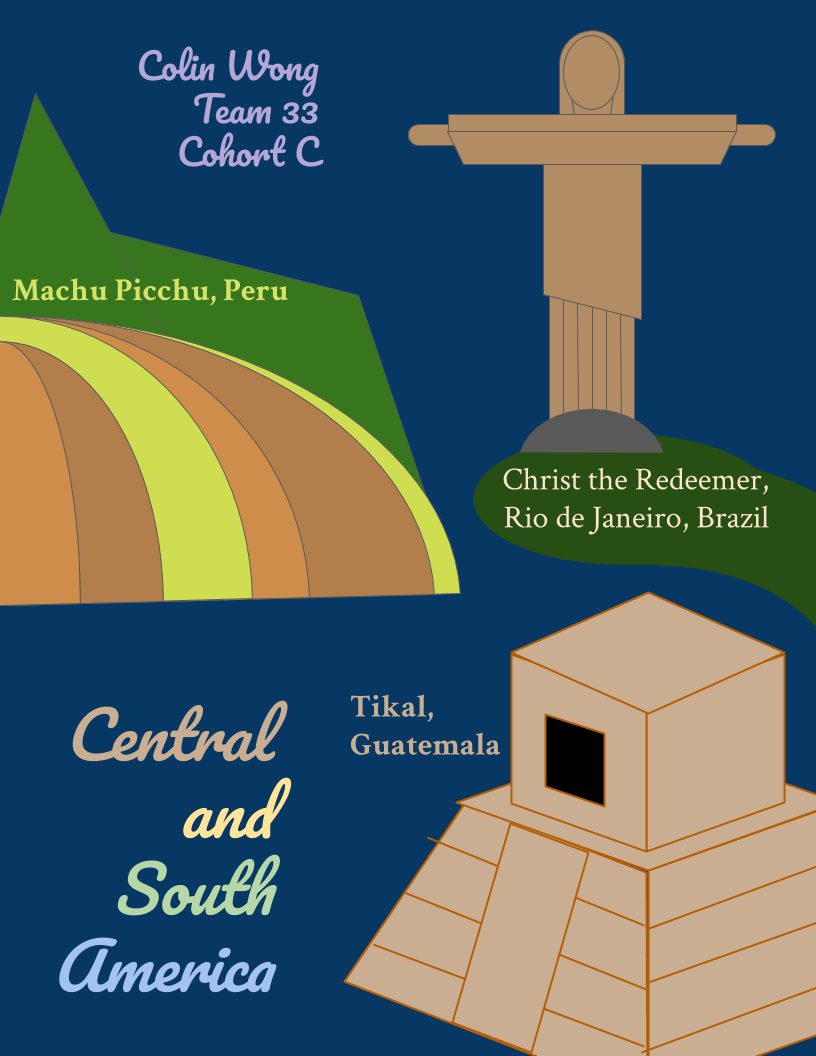 Colin Wong
Team 33
Cohort C
Machu Picchu, Peru
Christ the Redeemer,
Rio de Janeiro, Brazil
Tikal,
Guatemala
Central
and
South
America